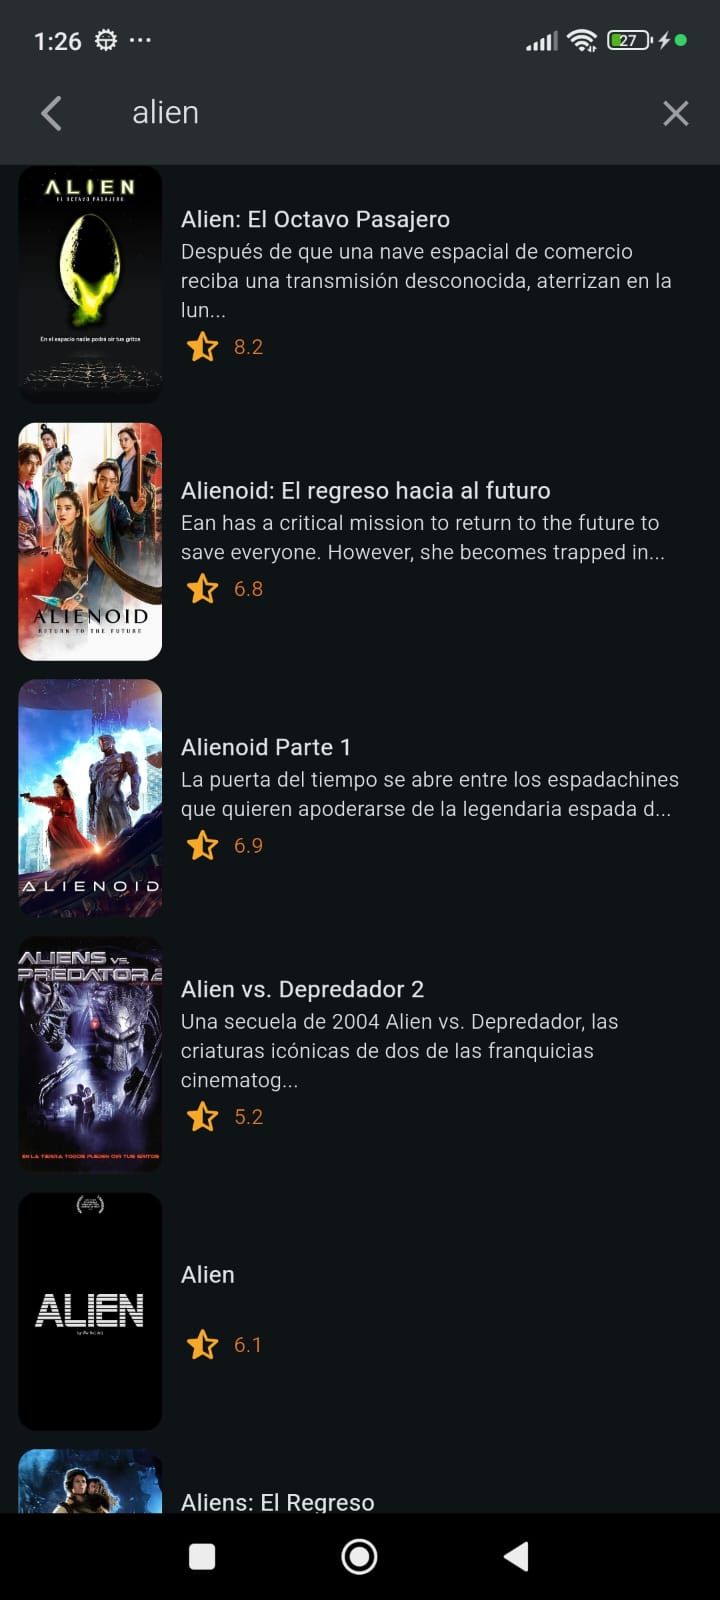 1:26
27
alien
ALIEN
EL OCTAVO PASAJERO
En el espacio nadie podrá oír tus gritos
Alien: El Octavo Pasajero
Después de que una nave espacial de comercio
reciba una transmisión desconocida, aterrizan en la
lun...
8.2
ALIENOID
RETURN TO THE FUTURE
Alienoid: El regreso hacia al futuro
Ean has a critical mission to return to the future to
save everyone. However, she becomes trapped in...
6.8
ALIENOID
Alienoid Parte 1
La puerta del tiempo se abre entre los espadachines
que quieren apoderarse de la legendaria espada d...
6.9
ALIENS VS.
PREDATOR 2
EN LA TIERRA TODOS PUEDEN OIR TUS GRITOS
Alien vs. Depredador 2
Una secuela de 2004 Alien vs. Depredador, las
criaturas icónicas de dos de las franquicias
cinematog...
5.2
ALIEN
Alien
6.1
Aliens: El Regreso